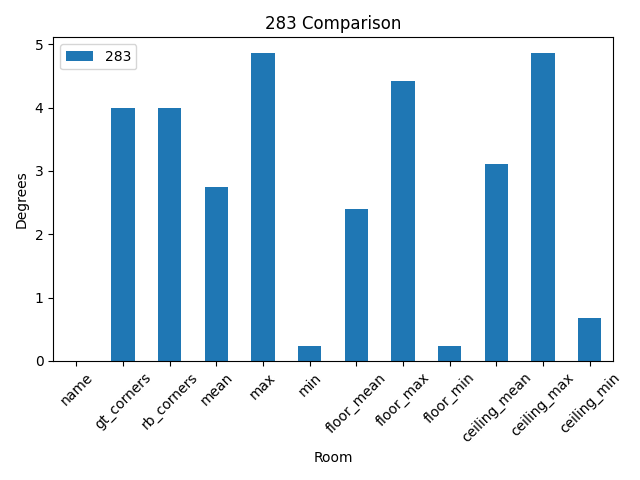 283 Comparison
283
Degrees
5
4
3
2
1
0
name
gt_corners
rb_corners
mean
max
min
floor_mean
floor_max
floor_min
ceiling_mean
ceiling_max
ceiling_min
Room